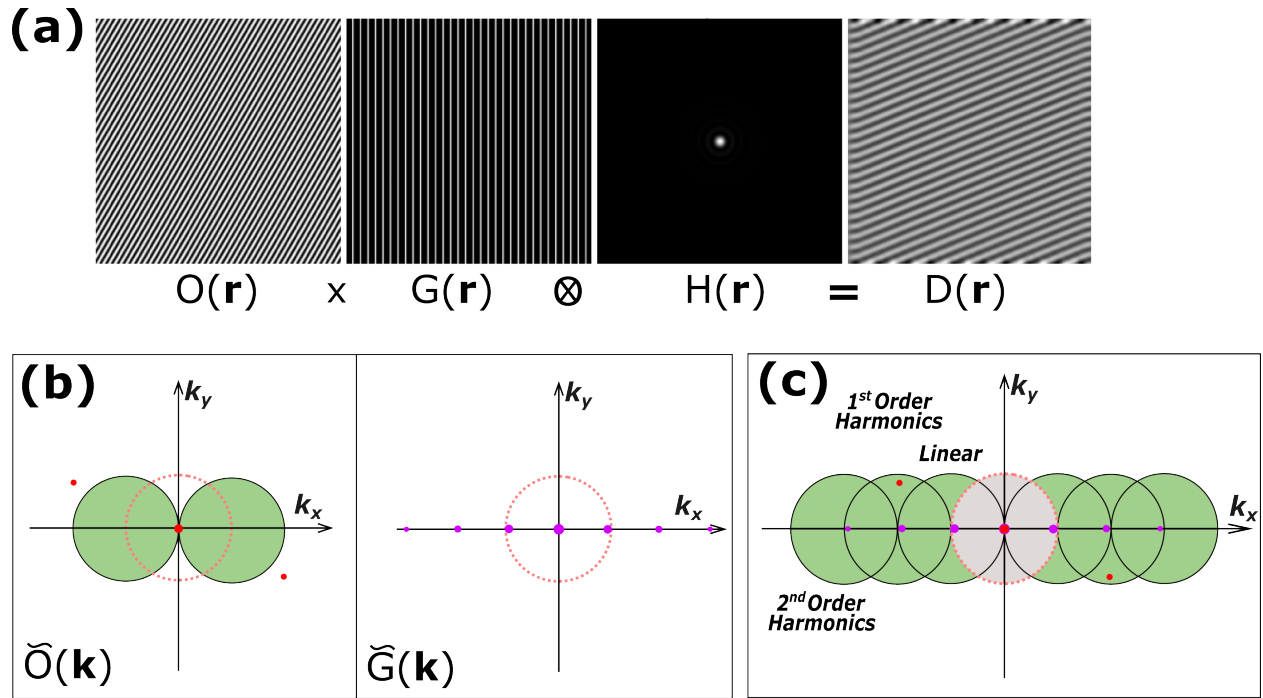 (a)
O(r) x G(r) ⊗ H(r) = D(r)
(b)
k_y
k_x
Õ(k)
k_y
k_x
G̃(k)
(c)
k_y
1st Order
Harmonics
Linear
k_x
2nd Order
Harmonics